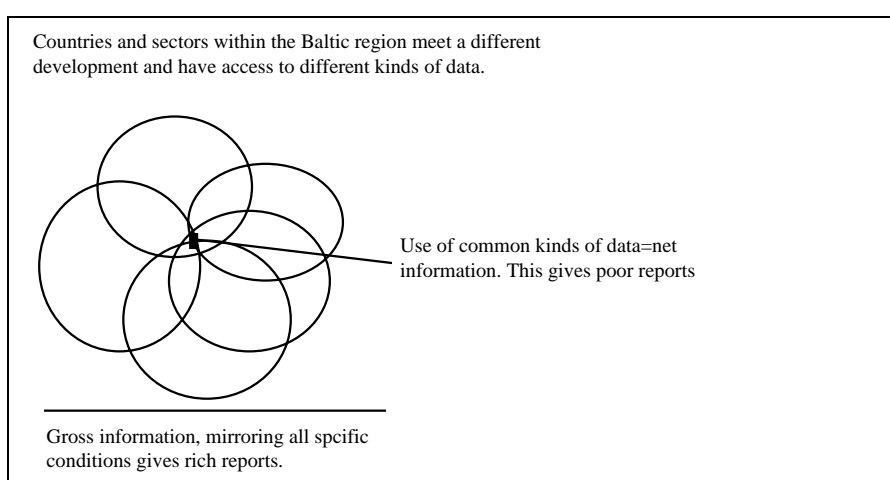 Countries and sectors within the Baltic region meet a different
development and have access to different kinds of data.
Use of common kinds of data=net
information. This gives poor reports
Gross information, mirroring all spcific
conditions gives rich reports.